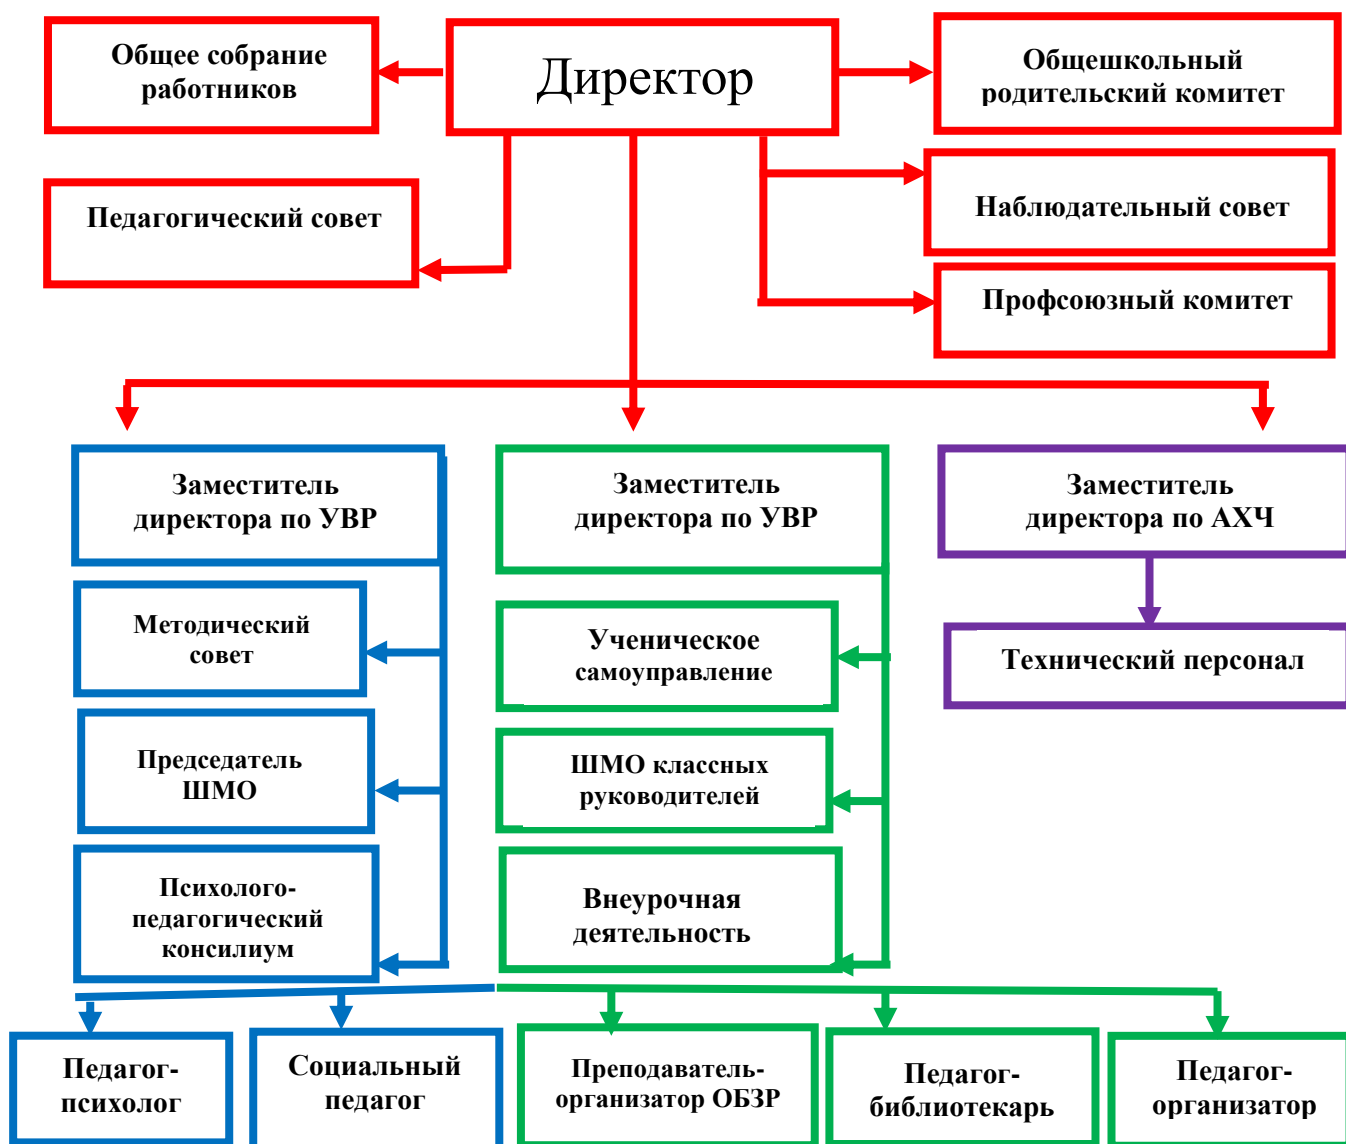 Общее собрание
работников
Директор
Общешкольный
родительский комитет
Педагогический совет
Наблюдательный совет
Профсоюзный комитет
Заместитель
директора по УВР
Заместитель
директора по УВР
Заместитель
директора по АХЧ
Методический
совет
Ученическое
самоуправление
Технический персонал
Председатель
ШМО
ШМО классных
руководителей
Психолого-
педагогический
консилиум
Внеурочная
деятельность
Педагог-
психолог
Социальный
педагог
Преподаватель-
организатор ОБЗР
Педагог-
библиотекарь
Педагог-
организатор